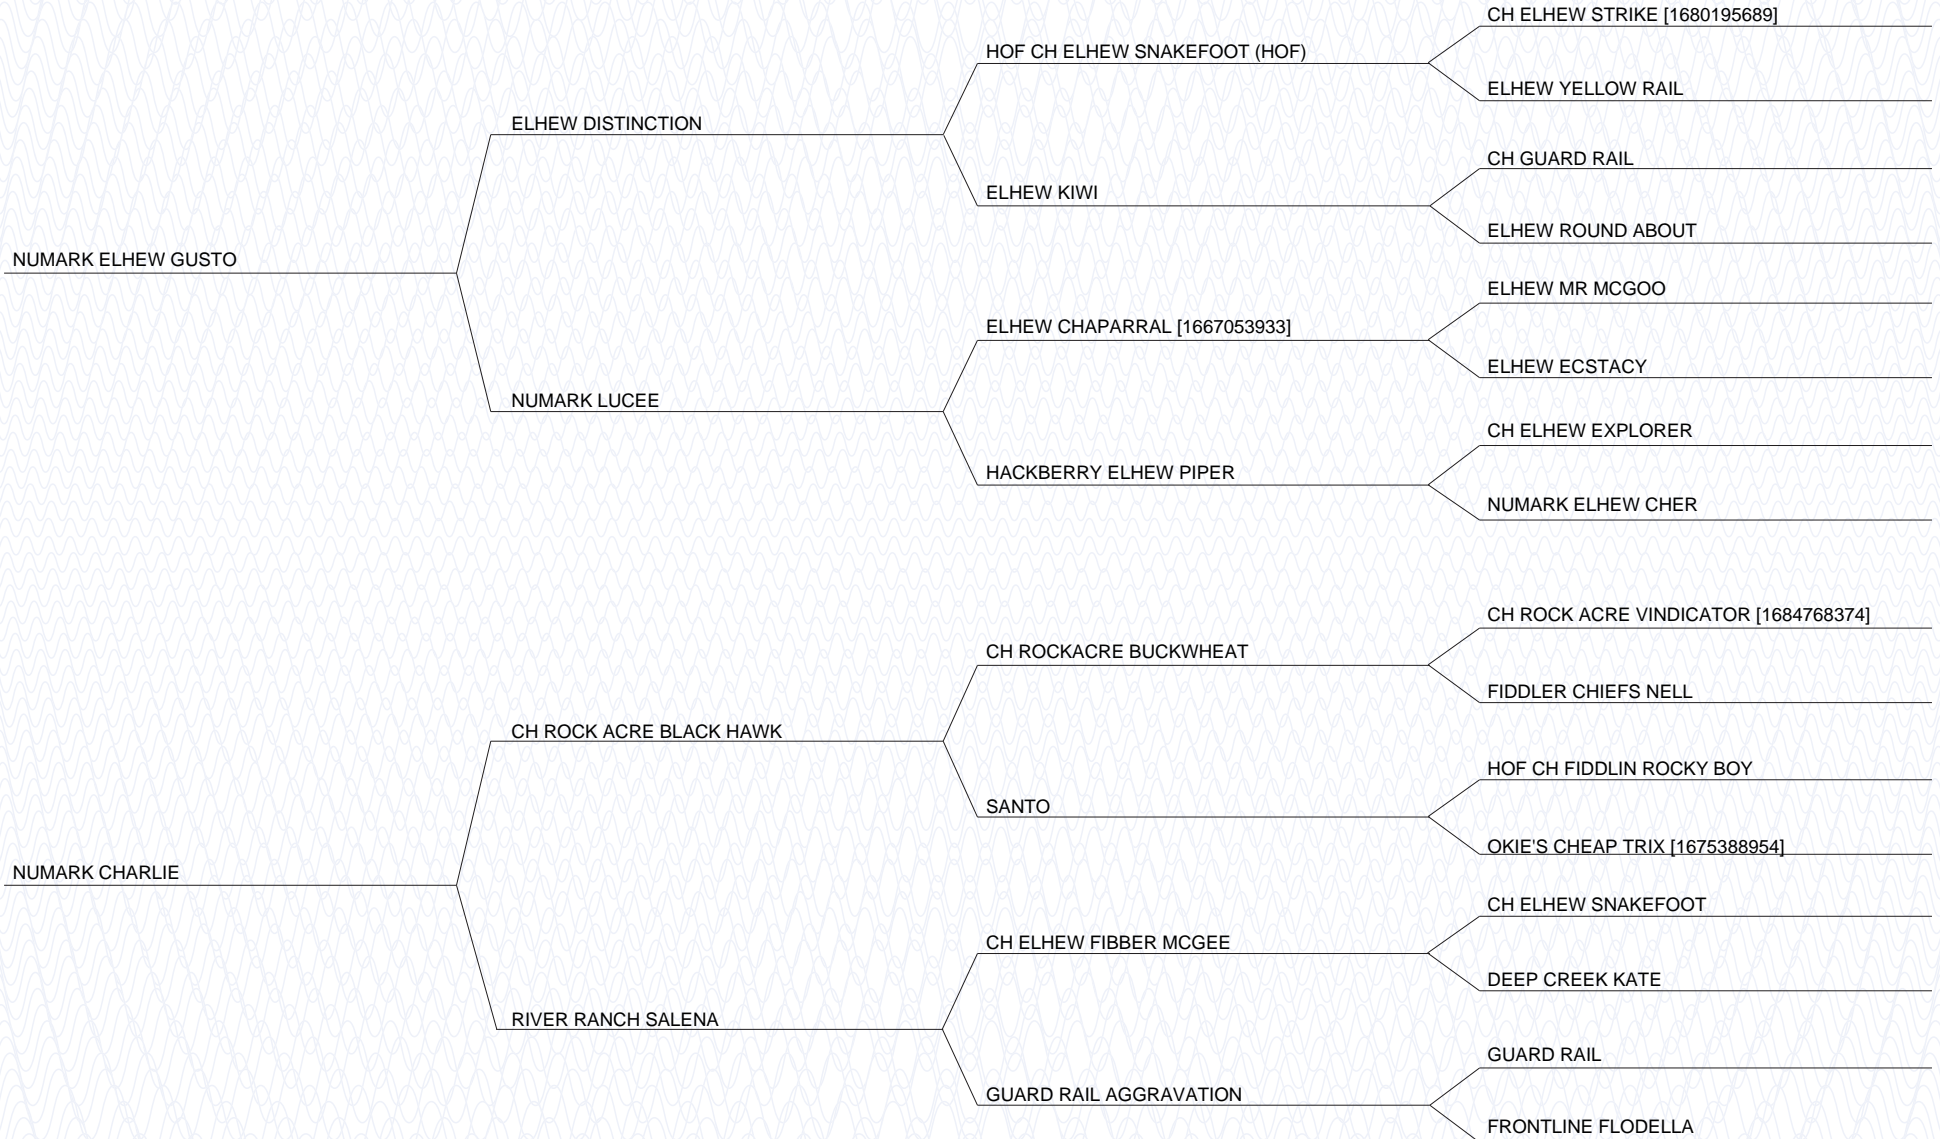 CH ELHEW STRIKE [1680195689]
HOF CH ELHEW SNAKEFOOT (HOF)
ELHEW YELLOW RAIL
ELHEW DISTINCTION
CH GUARD RAIL
ELHEW KIWI
ELHEW ROUND ABOUT
NUMARK ELHEW GUSTO
ELHEW MR MCGOO
ELHEW CHAPARRAL [1667053933]
ELHEW ECSTACY
NUMARK LUCEE
CH ELHEW EXPLORER
HACKBERRY ELHEW PIPER
NUMARK ELHEW CHER
CH ROCK ACRE VINDICATOR [1684768374]
CH ROCKACRE BUCKWHEAT
FIDDLER CHIEFS NELL
CH ROCK ACRE BLACK HAWK
HOF CH FIDDLIN ROCKY BOY
SANTO
OKIE'S CHEAP TRIX [1675388954]
NUMARK CHARLIE
CH ELHEW SNAKEFOOT
CH ELHEW FIBBER MCGEE
DEEP CREEK KATE
RIVER RANCH SALENA
GUARD RAIL
GUARD RAIL AGGRAVATION
FRONTLINE FLODELLA